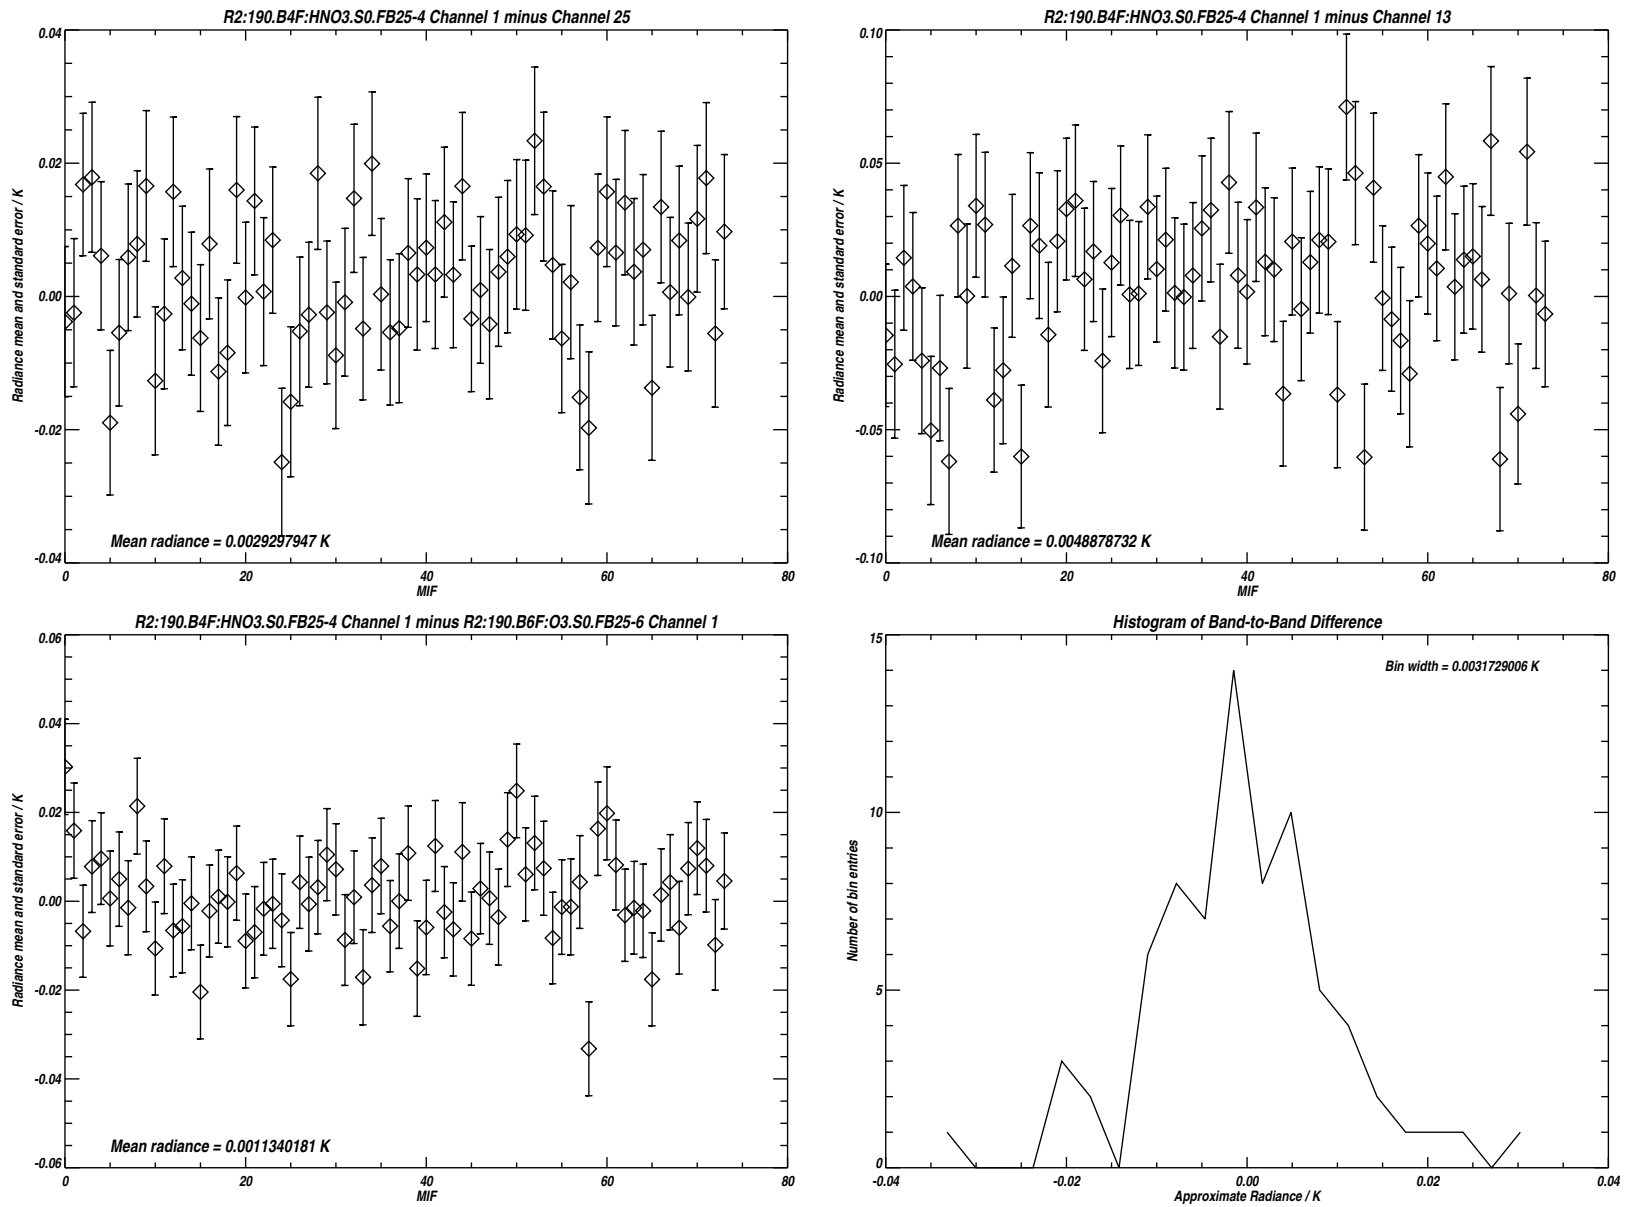 R2:190.B4F:HNO3.S0.FB25-4 Channel 1 minus Channel 25
Radiance mean and standard error / K
0.04
0.02
0.00
-0.02
-0.04
Mean radiance = 0.0029297947 K
0 20 40 60 80
MIF
R2:190.B4F:HNO3.S0.FB25-4 Channel 1 minus Channel 13
Radiance mean and standard error / K
0.10
0.05
0.00
-0.05
-0.10
Mean radiance = 0.0048878732 K
0 20 40 60 80
MIF
R2:190.B4F:HNO3.S0.FB25-4 Channel 1 minus R2:190.B6F:O3.S0.FB25-6 Channel 1
Radiance mean and standard error / K
0.06
0.04
0.02
0.00
-0.02
-0.04
-0.06
Mean radiance = 0.0011340181 K
0 20 40 60 80
MIF
Histogram of Band-to-Band Difference
Number of bin entries
15
10
5
0
Bin width = 0.0031729006 K
-0.04 -0.02 0.00 0.02 0.04
Approximate Radiance / K